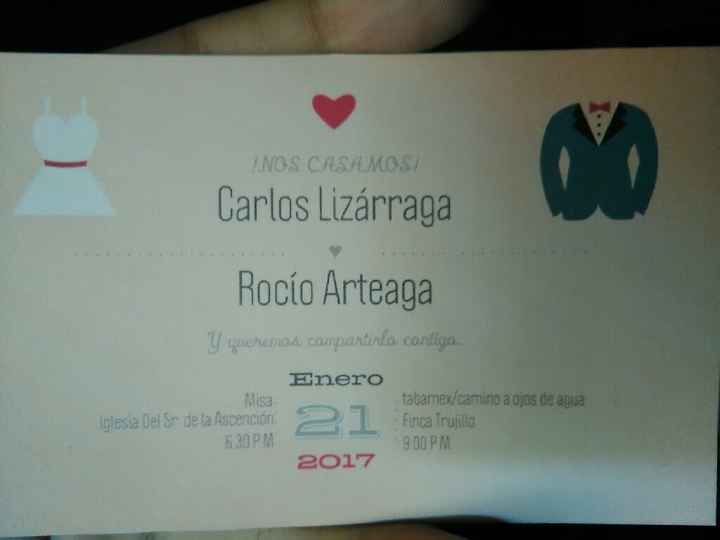 ¡NOS CASAMOS!
Carlos Lizárraga
Rocío Arteaga
Y queremos compartirlo contigo...
Enero
21
2017
Misa:
Iglesia Del Sr. de la Ascención.
6:30 P.M
tabamex/camino a ojos de agua
Finca Trujillo
9:00 P.M